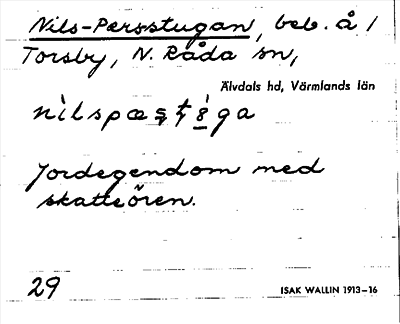 Nils-Persstugan, beb. å 1
Torsby, N. Råda sn,
Älvdals hd, Värmlands län
Jordegendom med
skatteören.
29
ISAK WALLIN 1913–16